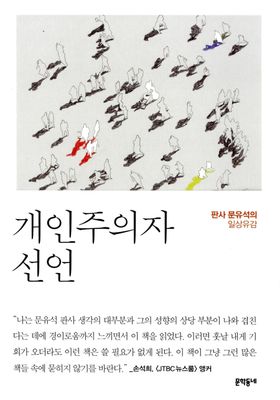 판사 문유석의
일상유감
개인주의자
선언
"나는 문유석 판사 생각의 대부분과 그의 성향의 상당 부분이 나와 겹친
다는 데에 경이로움까지 느끼면서 이 책을 읽었다. 이러면 훗날 내게 기
회가 오더라도 이런 책은 쓸 필요가 없게 된다. 이 책이 그냥 그런 많은
책들 속에 묻히지 않기를 바란다." _손석희, 〈JTBC 뉴스룸〉 앵커
문학동네